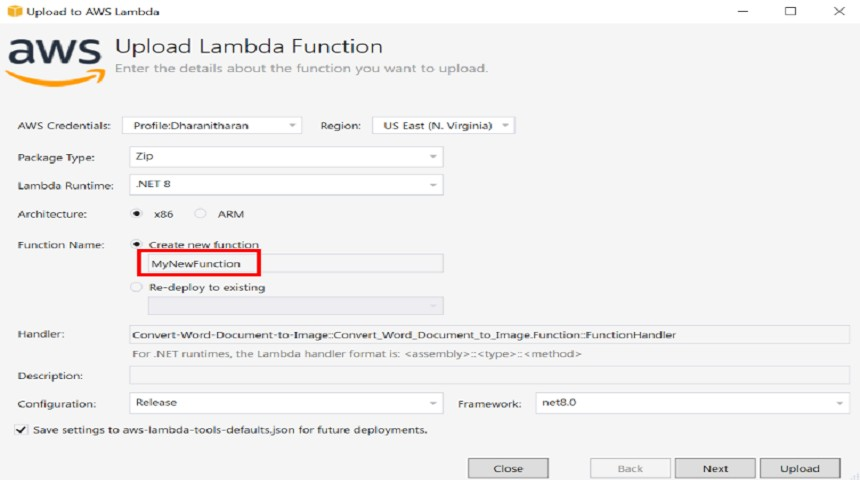 Upload to AWS Lambda
aws
Upload Lambda Function
Enter the details about the function you want to upload.
AWS Credentials: Profile:Dharanitharan Region: US East (N. Virginia)
Package Type: Zip
Lambda Runtime: .NET 8
Architecture: x86 ARM
Function Name: Create new function
MyNewFunction
Re-deploy to existing
Handler: Convert-Word-Document-to-Image::Convert_Word_Document_to_Image.Function::FunctionHandler
For .NET runtimes, the Lambda handler format is: <assembly>::<type>::<method>
Description:
Configuration: Release Framework: net8.0
Save settings to aws-lambda-tools-defaults.json for future deployments.
Close Back Next Upload